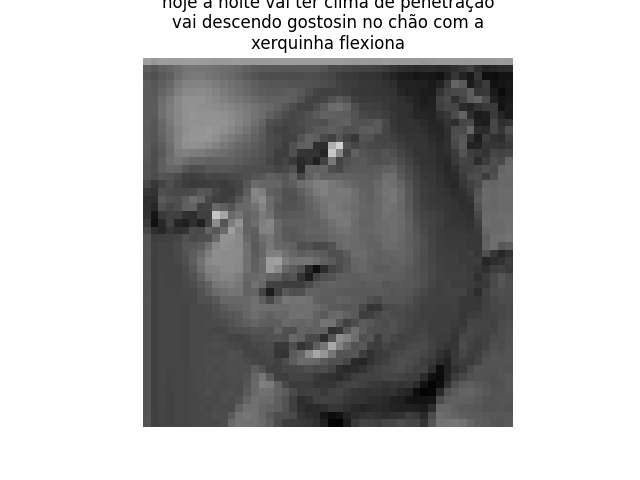 hoje à noite vai ter clima de penetração
vai descendo gostosin no chão com a
xerquinha flexiona